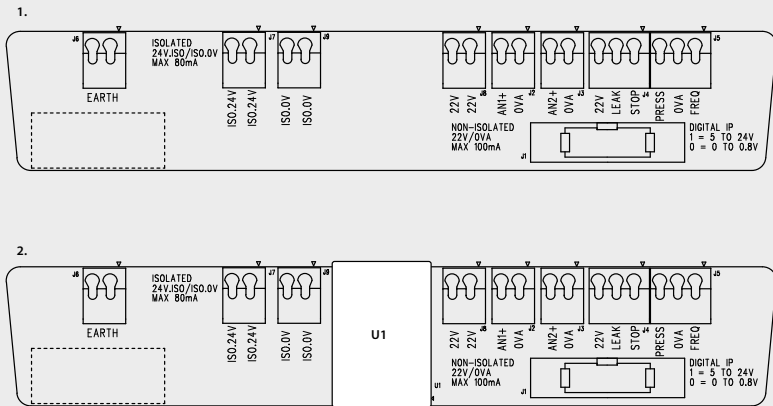 1.
J6
ISOLATED
24V.ISO/ISO.0V
MAX 80mA
J7
J9
J8
J2
J3
J4
J5
EARTH
ISO.24V
ISO.24V
ISO.0V
ISO.0V
22V
22V
AN1+
0VA
AN2+
0VA
22V
LEAK
STOP
PRESS
0VA
FREQ
NON-ISOLATED
22V/0VA
MAX 100mA
J1
DIGITAL IP
1 = 5 TO 24V
0 = 0 TO 0.8V
2.
J6
ISOLATED
24V.ISO/ISO.0V
MAX 80mA
J7
J9
U1
J8
J2
J3
J4
J5
EARTH
ISO.24V
ISO.24V
ISO.0V
ISO.0V
22V
22V
AN1+
0VA
AN2+
0VA
22V
LEAK
STOP
PRESS
0VA
FREQ
U1
4
NON-ISOLATED
22V/0VA
MAX 100mA
J1
DIGITAL IP
1 = 5 TO 24V
0 = 0 TO 0.8V